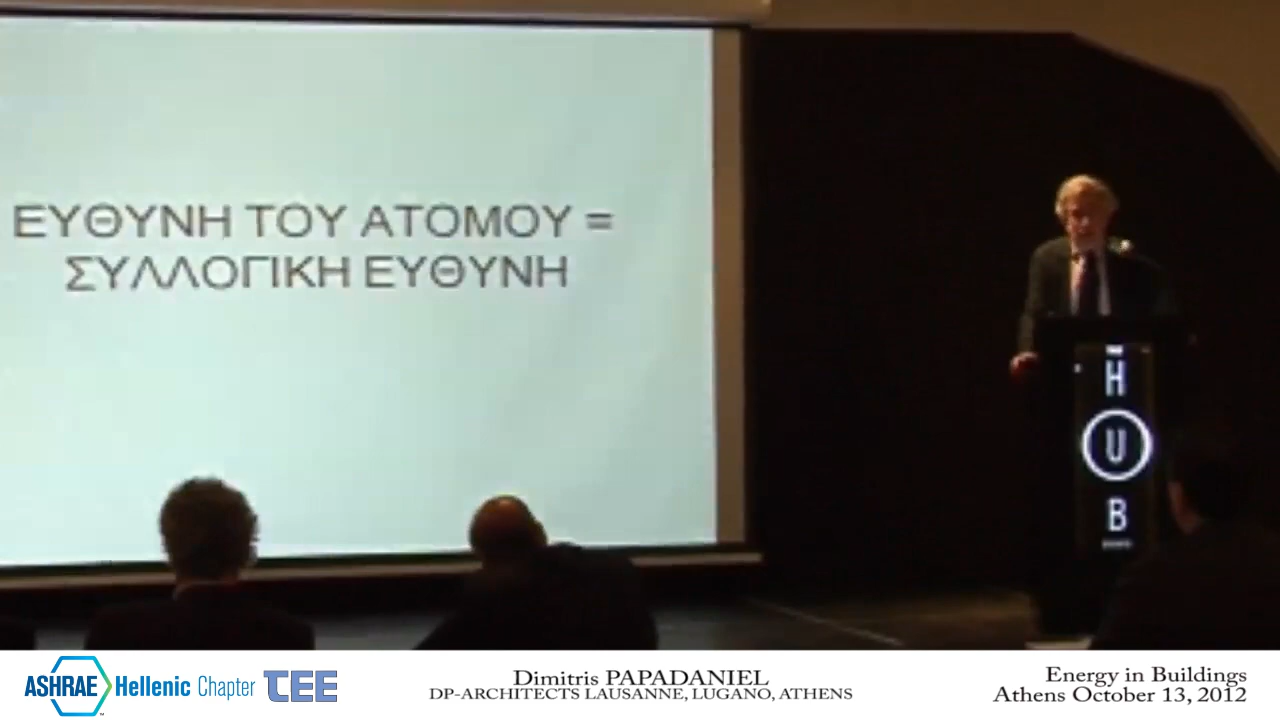 ΕΥΘΥΝΗ ΤΟΥ ΑΤΟΜΟΥ =
ΣΥΛΛΟΓΙΚΗ ΕΥΘΥΝΗ
H
U
B
ASHRAE Hellenic Chapter TEE
Dimitris PAPADANIEL
DP-ARCHITECTS LAUSANNE, LUGANO, ATHENS
Energy in Buildings
Athens October 13, 2012